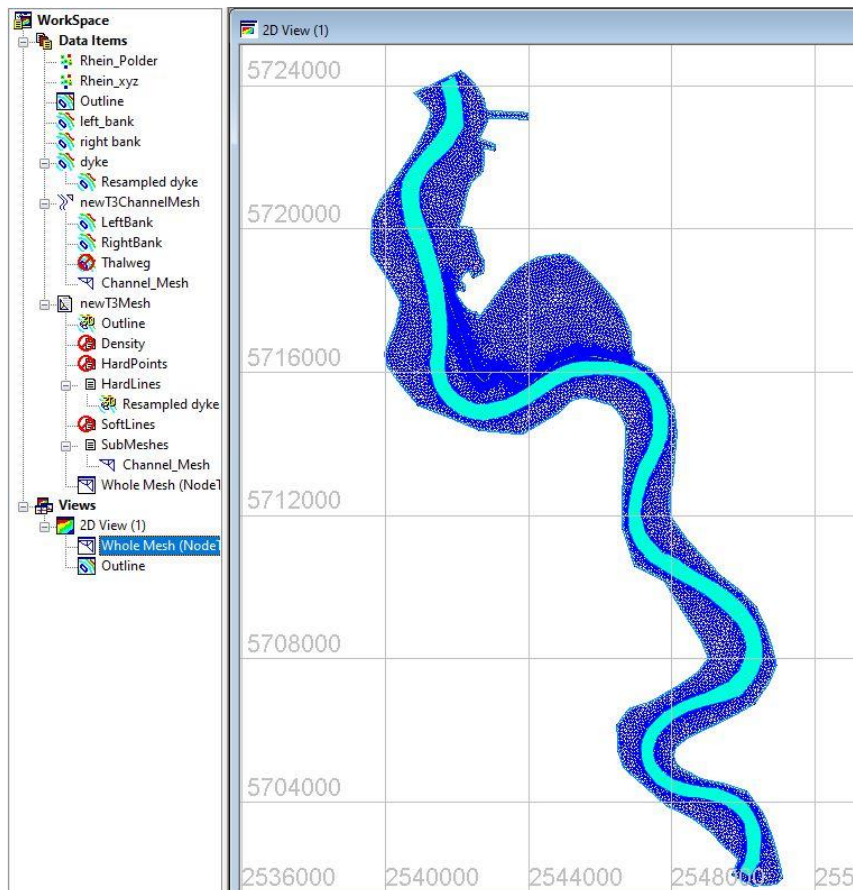 WorkSpace
Data Items
Rhein_Polder
Rhein_xyz
Outline
left_bank
right bank
dyke
Resampled dyke
newT3ChannelMesh
LeftBank
RightBank
Thalweg
Channel_Mesh
newT3Mesh
Outline
Density
HardPoints
HardLines
Resampled dyke
SoftLines
SubMeshes
Channel_Mesh
Whole Mesh (NodeT
Views
2D View (1)
Whole Mesh (NodeT
Outline
2D View (1)
5724000
5720000
5716000
5712000
5708000
5704000
2536000 2540000 2544000 2548000 255